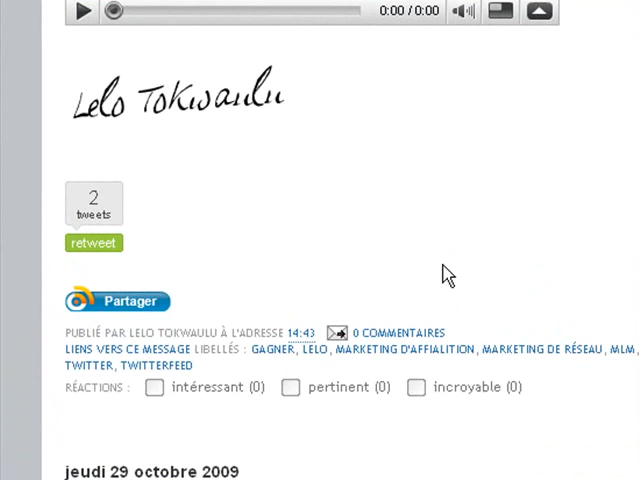 0:00 / 0:00
Lelo Tokwaulu
2
tweets
retweet
Partager
PUBLIÉ PAR LELO TOKWAULU À L'ADRESSE 14:43 0 COMMENTAIRES
LIENS VERS CE MESSAGE LIBELLÉS : GAGNER, LELO, MARKETING D'AFFIALITION, MARKETING DE RÉSEAU, MLM,
TWITTER, TWITTERFEED
RÉACTIONS : intéressant (0) pertinent (0) incroyable (0)
jeudi 29 octobre 2009